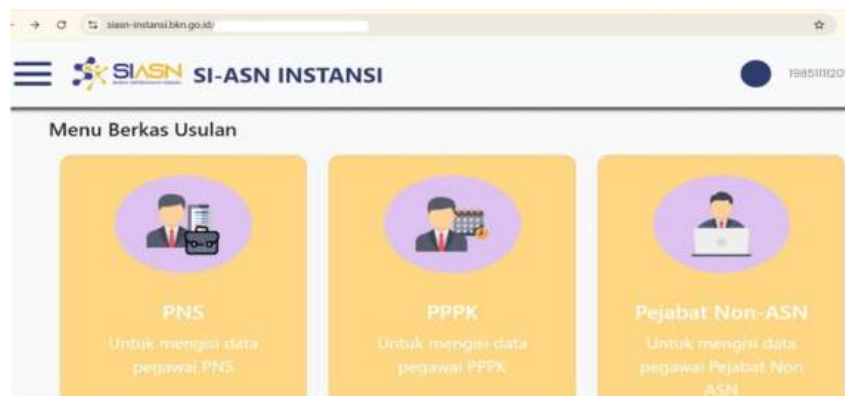 siasn-instansi.bkn.go.id/
SIASN SI-ASN INSTANSI
Menu Berkas Usulan
PNS
Untuk mengisi data
pegawai PNS
PPPK
Untuk mengisi data
pegawai PPPK
Pejabat Non-ASN
Untuk mengisi data
pegawai Pejabat Non
ASN